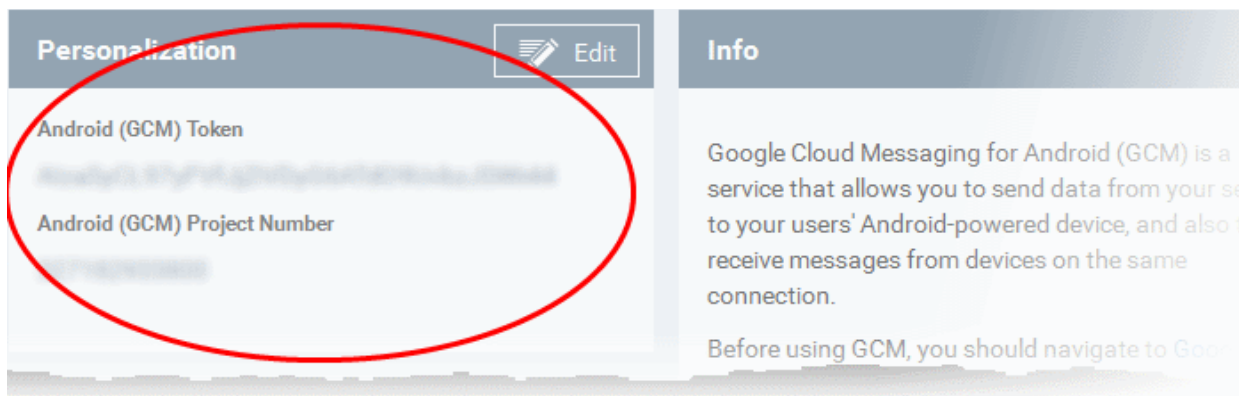 Personalization
Edit
Android (GCM) Token
Android (GCM) Project Number
Info
Google Cloud Messaging for Android (GCM) is a
service that allows you to send data from your
to your users' Android-powered device, and also
receive messages from devices on the same
connection.
Before using GCM, you should navigate to